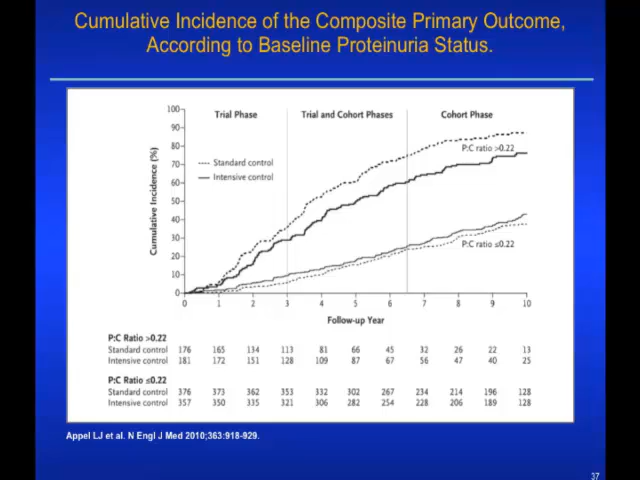 Cumulative Incidence of the Composite Primary Outcome,
According to Baseline Proteinuria Status.
Trial Phase Trial and Cohort Phases Cohort Phase
Cumulative Incidence (%)
100
90
80
70
60
50
40
30
20
10
0
Standard control
Intensive control
P:C ratio >0.22
P:C ratio ≤0.22
0 1 2 3 4 5 6 7 8 9 10
Follow-up Year
P:C Ratio >0.22
Standard control 176 165 134 113 81 66 45 32 26 22 13
Intensive control 181 172 151 128 109 87 67 56 47 40 25
P:C Ratio ≤0.22
Standard control 376 373 362 353 332 302 267 234 214 196 128
Intensive control 357 350 335 321 306 282 254 228 206 189 128
Appel LJ et al. N Engl J Med 2010;363:918-929.
37